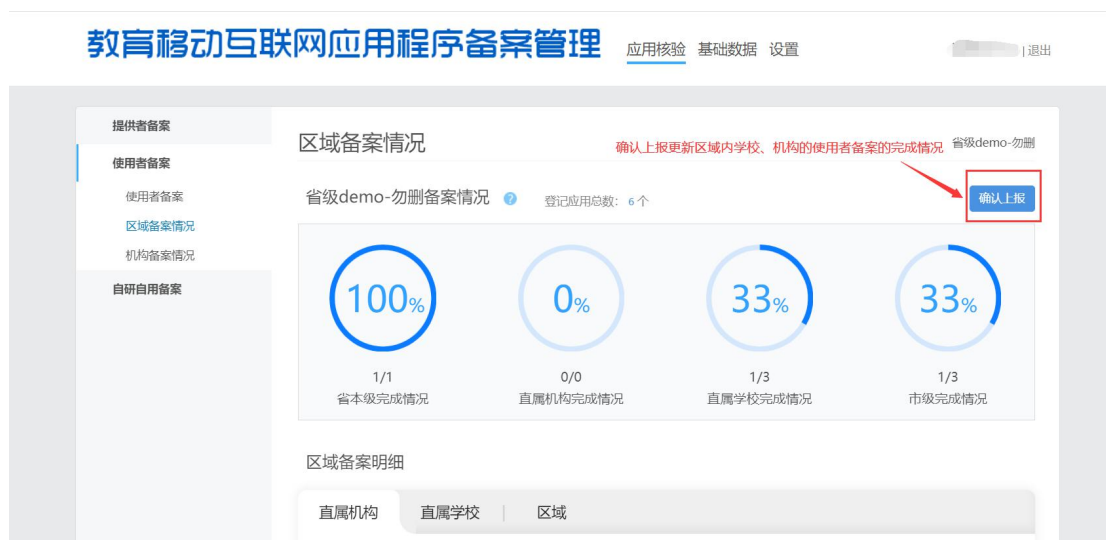 教育移动互联网应用程序备案管理 应用核验 基础数据 设置 | 退出
提供者备案
使用者备案
使用者备案
区域备案情况
机构备案情况
自研自用备案
区域备案情况
确认上报更新区域内学校、机构的使用者备案的完成情况 省级demo-勿删
省级demo-勿删备案情况 ? 登记应用总数: 6 个 确认上报
100% 0% 33% 33%
1/1 0/0 1/3 1/3
省本级完成情况 直属机构完成情况 直属学校完成情况 市级完成情况
区域备案明细
直属机构 直属学校 | 区域